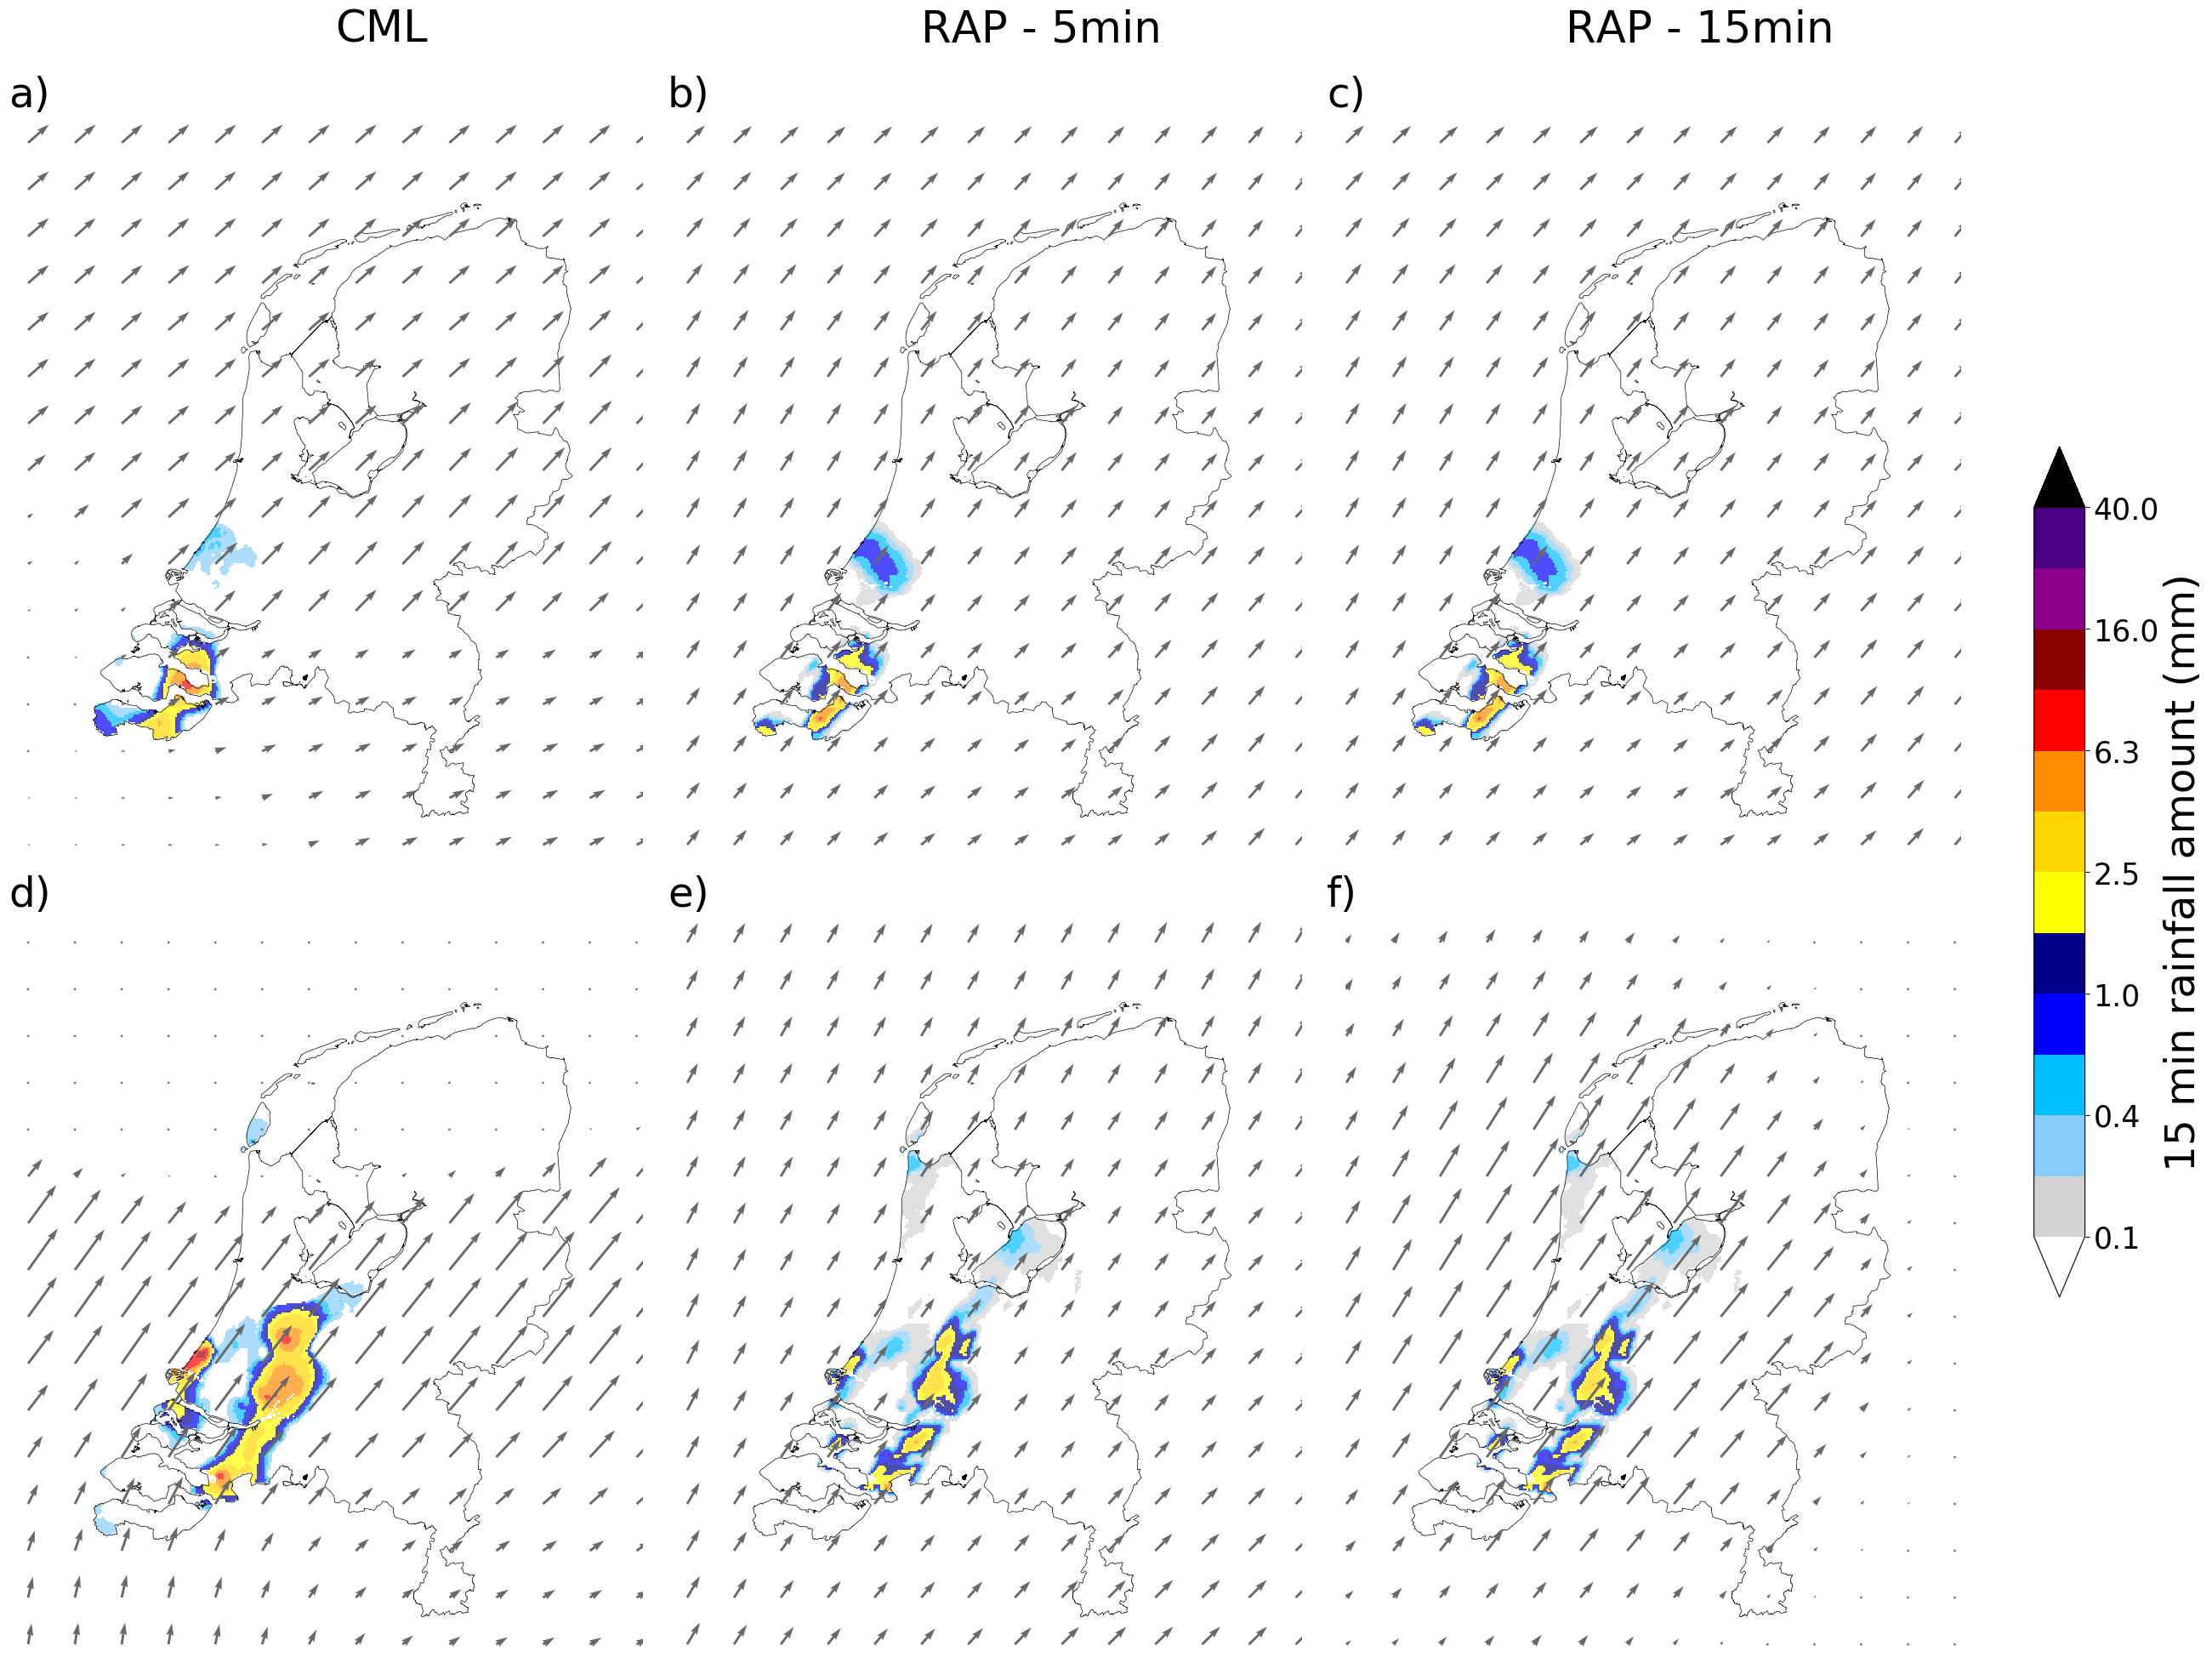 CML
RAP - 5min
RAP - 15min
a)
b)
c)
40.0
16.0
6.3
2.5
1.0
0.4
0.1
15 min rainfall amount (mm)
d)
e)
f)